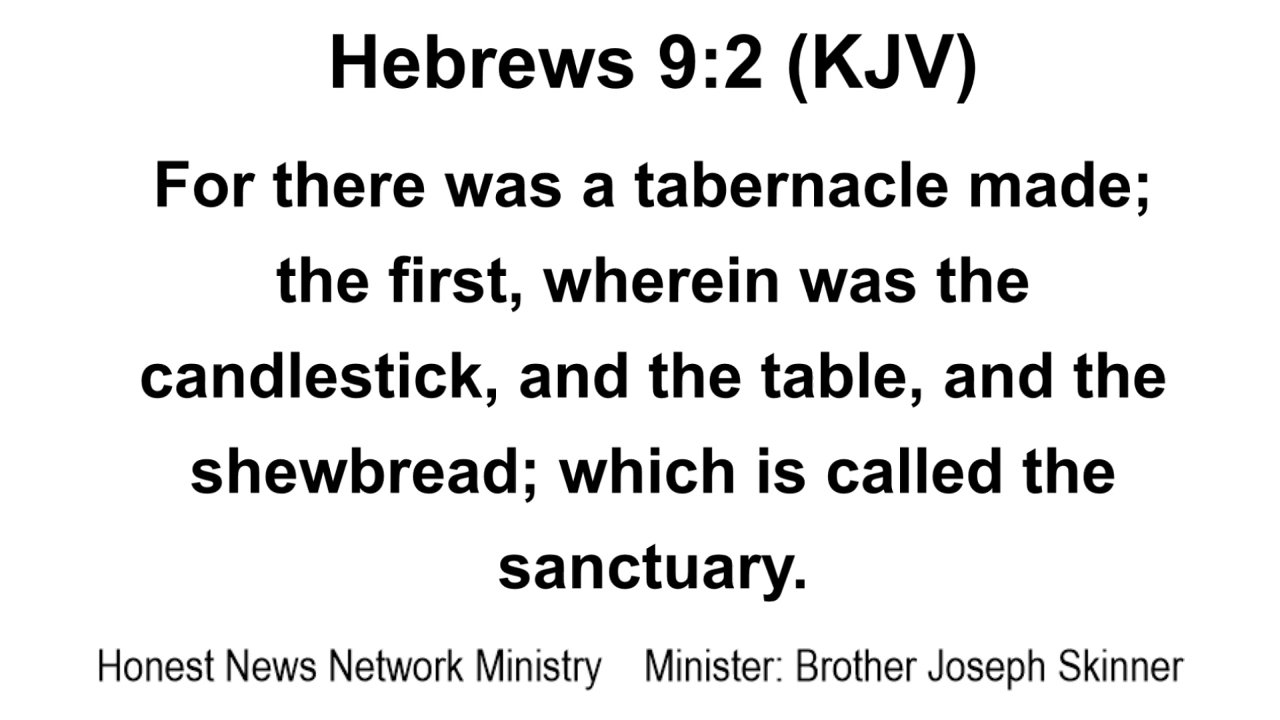 Hebrews 9:2 (KJV)
For there was a tabernacle made;
the first, wherein was the
candlestick, and the table, and the
shewbread; which is called the
sanctuary.
Honest News Network Ministry    Minister: Brother Joseph Skinner